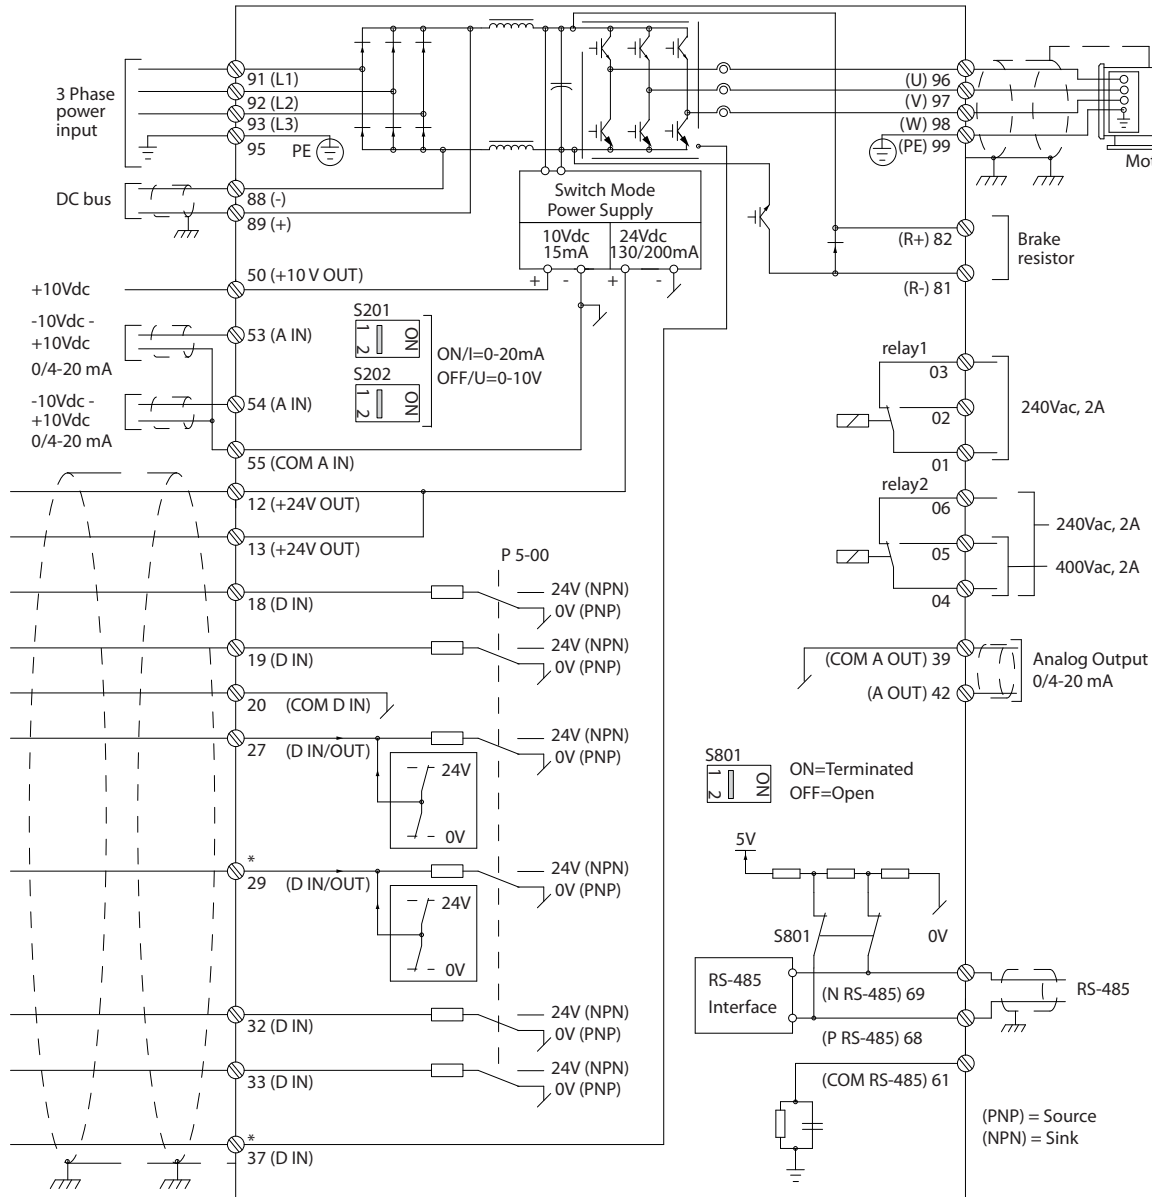 3 Phase
power
input
91 (L1)
92 (L2)
93 (L3)
95
PE
DC bus
88 (-)
89 (+)
Switch Mode
Power Supply
10Vdc
15mA
24Vdc
130/200mA
+
-
+
-
+10Vdc
50 (+10 V OUT)
-10Vdc -
+10Vdc
0/4-20 mA
53 (A IN)
-10Vdc -
+10Vdc
0/4-20 mA
54 (A IN)
55 (COM A IN)
S201
1
2
ON
S202
1
2
ON
ON/I=0-20mA
OFF/U=0-10V
12 (+24V OUT)
13 (+24V OUT)
P 5-00
18 (D IN)
24V (NPN)
0V (PNP)
19 (D IN)
24V (NPN)
0V (PNP)
20 (COM D IN)
27 (D IN/OUT)
24V (NPN)
0V (PNP)
24V
0V
*
29 (D IN/OUT)
24V (NPN)
0V (PNP)
24V
0V
32 (D IN)
24V (NPN)
0V (PNP)
33 (D IN)
24V (NPN)
0V (PNP)
*
37 (D IN)
(U) 96
(V) 97
(W) 98
(PE) 99
Mot
(R+) 82
(R-) 81
Brake
resistor
relay1
03
02
01
240Vac, 2A
relay2
06
05
04
240Vac, 2A
400Vac, 2A
(COM A OUT) 39
(A OUT) 42
Analog Output
0/4-20 mA
S801
1
2
ON
ON=Terminated
OFF=Open
5V
S801
0V
RS-485
Interface
(N RS-485) 69
(P RS-485) 68
RS-485
(COM RS-485) 61
(PNP) = Source
(NPN) = Sink